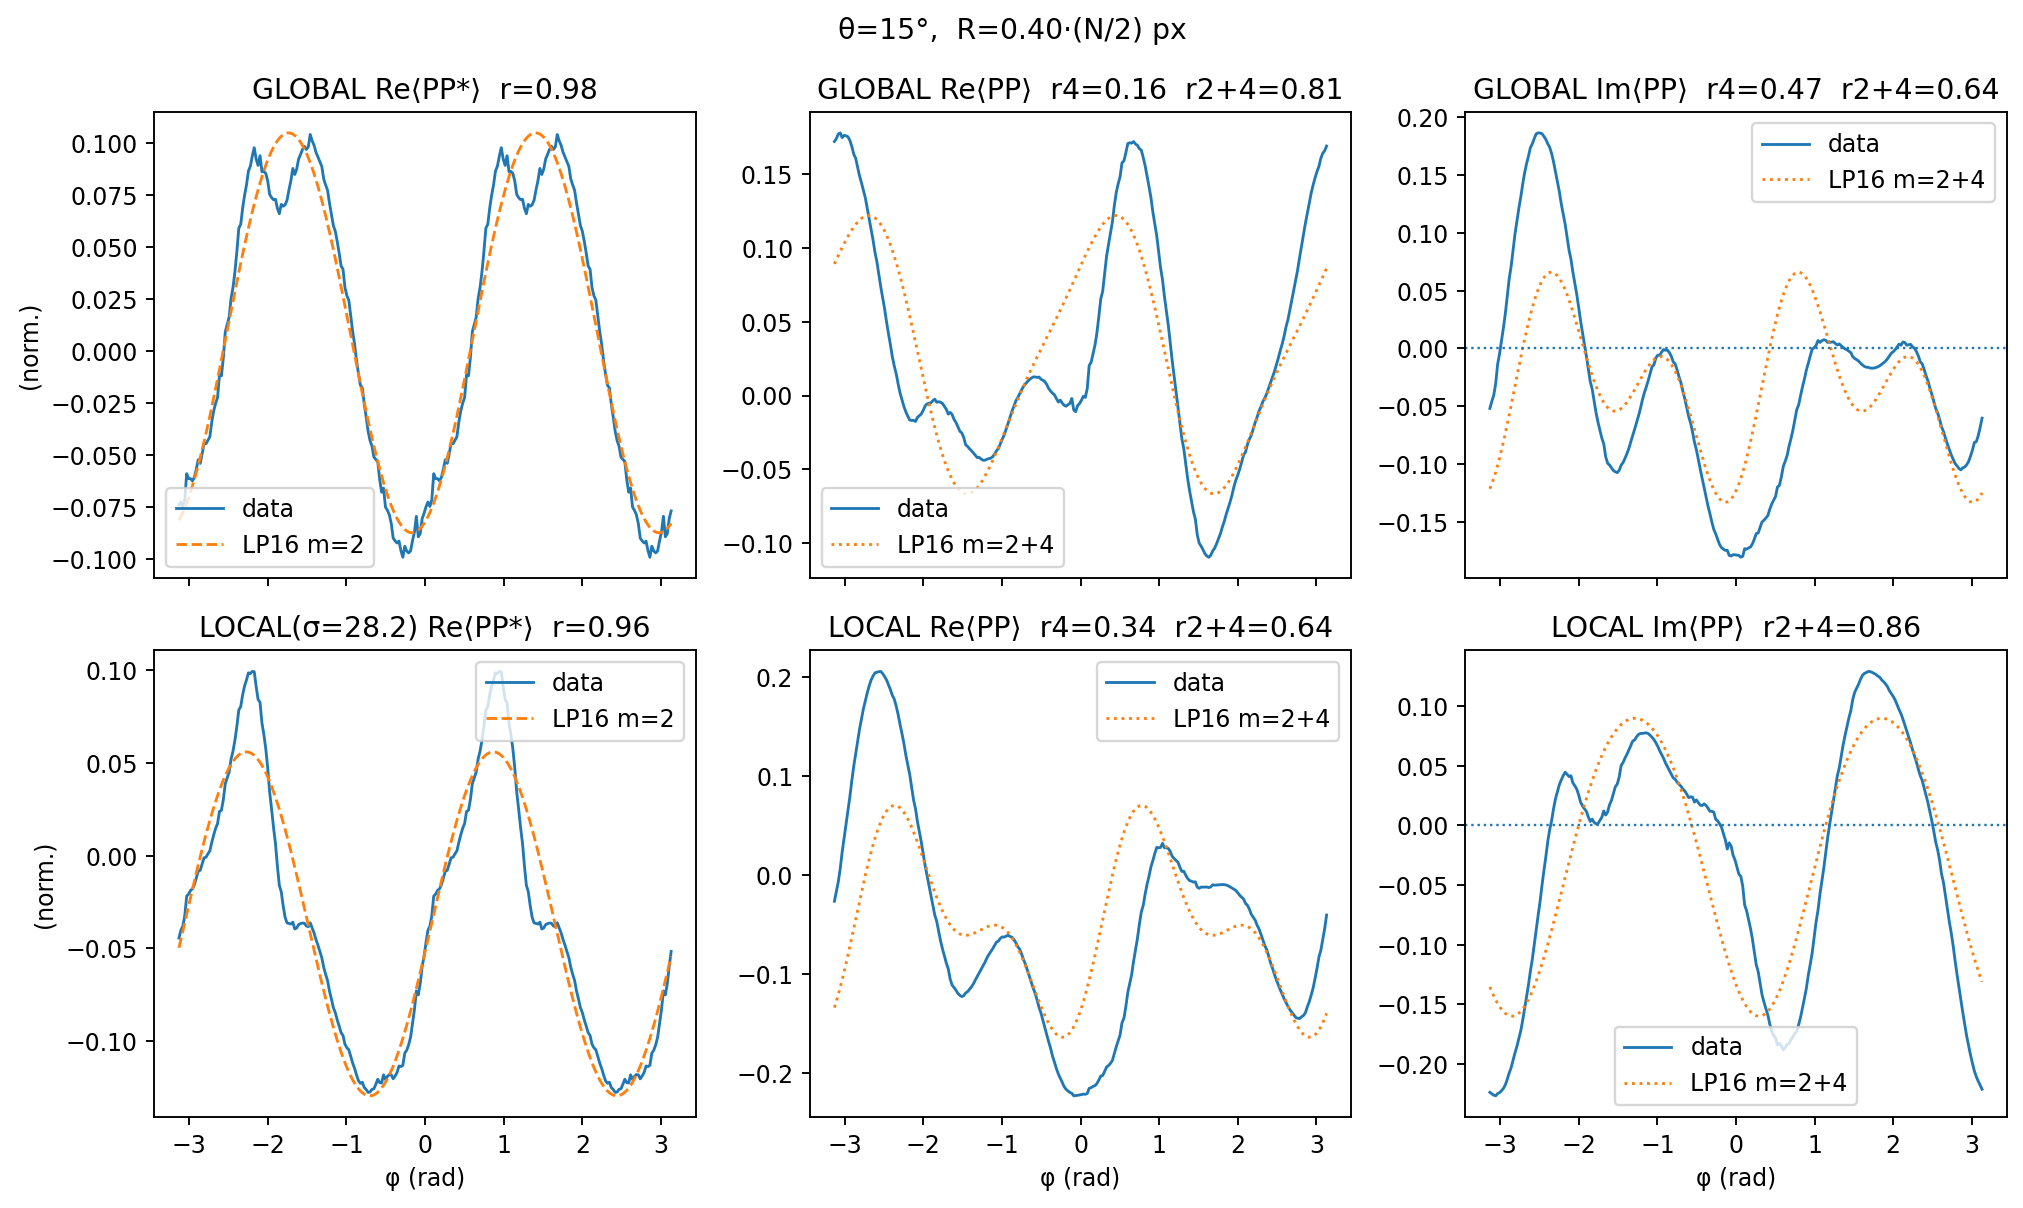 θ=15°,  R=0.40·(N/2) px
GLOBAL Re⟨PP*⟩  r=0.98
GLOBAL Re⟨PP⟩  r4=0.16  r2+4=0.81
GLOBAL Im⟨PP⟩  r4=0.47  r2+4=0.64
(norm.)
0.100
0.075
0.050
0.025
0.000
−0.025
−0.050
−0.075
−0.100
data
LP16 m=2
0.15
0.10
0.05
0.00
−0.05
−0.10
data
LP16 m=2+4
0.20
0.15
0.10
0.05
0.00
−0.05
−0.10
−0.15
data
LP16 m=2+4
LOCAL(σ=28.2) Re⟨PP*⟩  r=0.96
LOCAL Re⟨PP⟩  r4=0.34  r2+4=0.64
LOCAL Im⟨PP⟩  r2+4=0.86
(norm.)
0.10
0.05
0.00
−0.05
−0.10
data
LP16 m=2
−3 −2 −1 0 1 2 3
φ (rad)
0.2
0.1
0.0
−0.1
−0.2
data
LP16 m=2+4
−3 −2 −1 0 1 2 3
φ (rad)
0.10
0.05
0.00
−0.05
−0.10
−0.15
−0.20
data
LP16 m=2+4
−3 −2 −1 0 1 2 3
φ (rad)